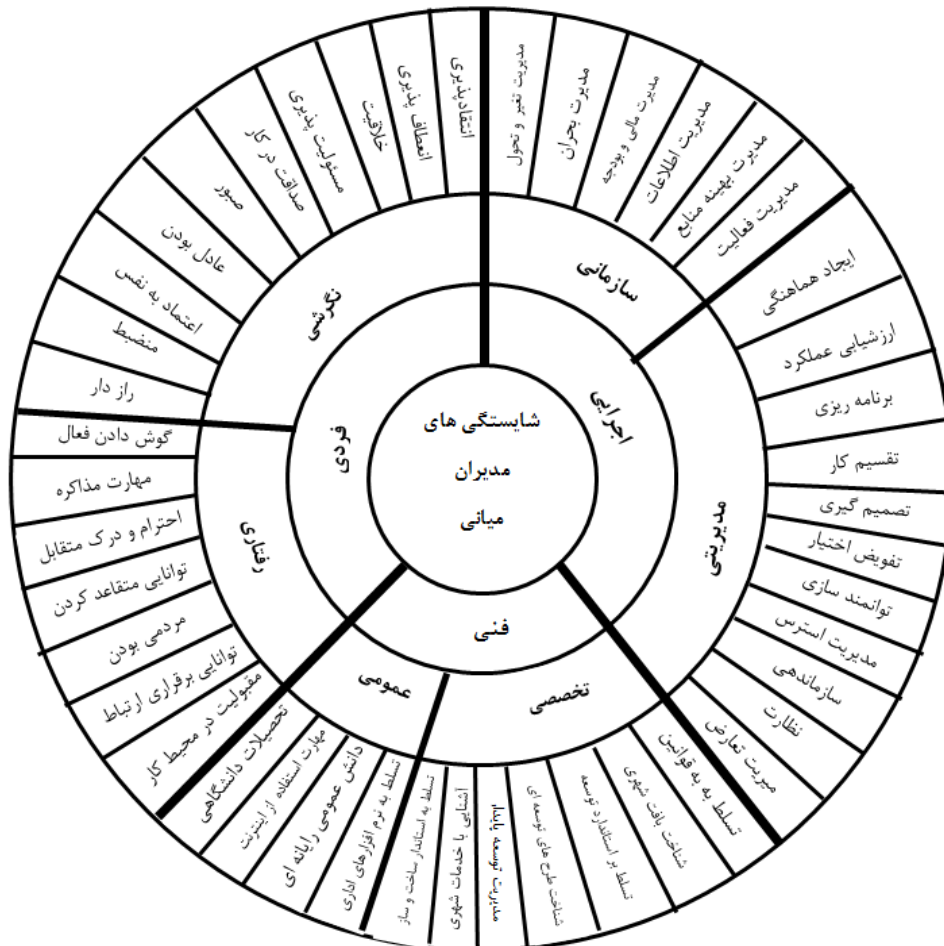 شایستگی های
مدیران
میانی
اجرایی
سازمانی
مدیریت تغیر و تحول
مدیریت بحران
مدیریت مالی و بودجه
مدیریت اطلاعات
مدیرت بهینه منابع
مدیریت فعالیت
مدیریتی
ایجاد هماهنگی
ارزشیابی عملکرد
برنامه ریزی
تقسیم کار
تصمیم گیری
تفویض اختیار
توانمند سازی
مدیریت استرس
سازماندهی
نظارت
میریت تعارض
فنی
تخصصی
تسلط به به قوانین
شناخت بافت شهری
تسلط بر استاندارد توسعه
شناخت طرح های توسعه ای
مدیریت توسعه پایدار
آشنایی با خدمات شهری
تسلط به استاندار ساخت و ساز
عمومی
تسلط به نرم افزارهای اداری
دانش عمومی رایانه ای
مهارت استفاده از اینترنت
تحصیلات دانشگاهی
فردی
رفتاری
مقبولیت در محیط کار
توانایی برقراری ارتباط
مردمی بودن
توانایی متقاعد کردن
احترام و درک متقابل
مهارت مذاکره
گوش دادن فعال
نگرشی
راز دار
منضبط
اعتماد به نفس
عادل بودن
صبور
صداقت در کار
مسئولیت پذیری
خلاقیت
انعطاف پذیری
انتقادپذیری